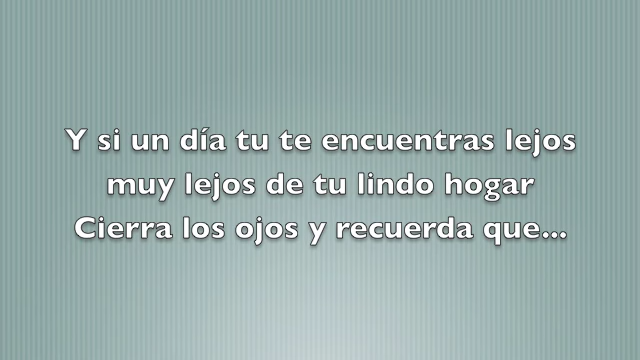 Y si un día tu te encuentras lejos
muy lejos de tu lindo hogar
Cierra los ojos y recuerda que...